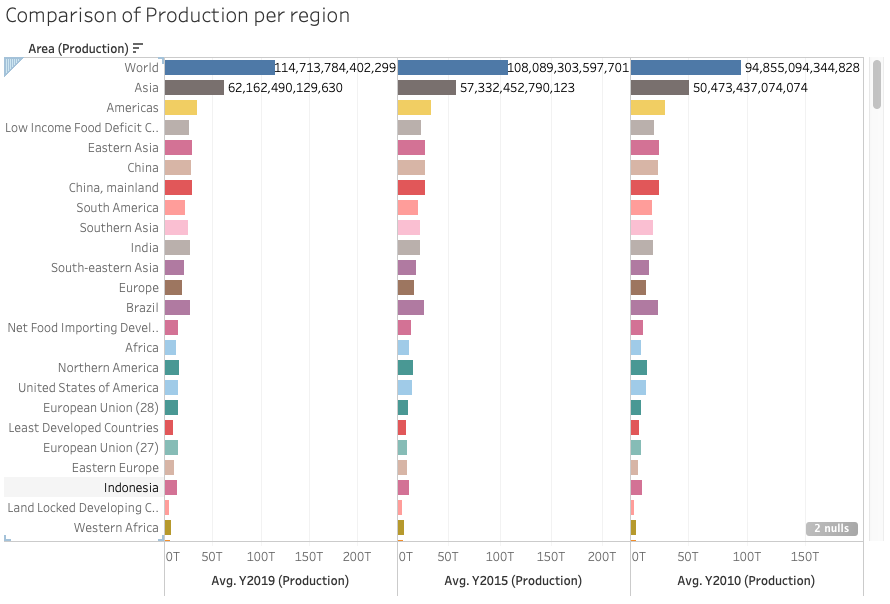 Comparison of Production per region
Area (Production)
World 114,713,784,402,299 108,089,303,597,701 94,855,094,344,828
Asia 62,162,490,129,630 57,332,452,790,123 50,473,437,074,074
Americas
Low Income Food Deficit C..
Eastern Asia
China
China, mainland
South America
Southern Asia
India
South-eastern Asia
Europe
Brazil
Net Food Importing Devel..
Africa
Northern America
United States of America
European Union (28)
Least Developed Countries
European Union (27)
Eastern Europe
Indonesia
Land Locked Developing C..
Western Africa 2 nulls
0T 50T 100T 150T 200T 0T 50T 100T 150T 200T 0T 50T 100T 150T
Avg. Y2019 (Production) Avg. Y2015 (Production) Avg. Y2010 (Production)